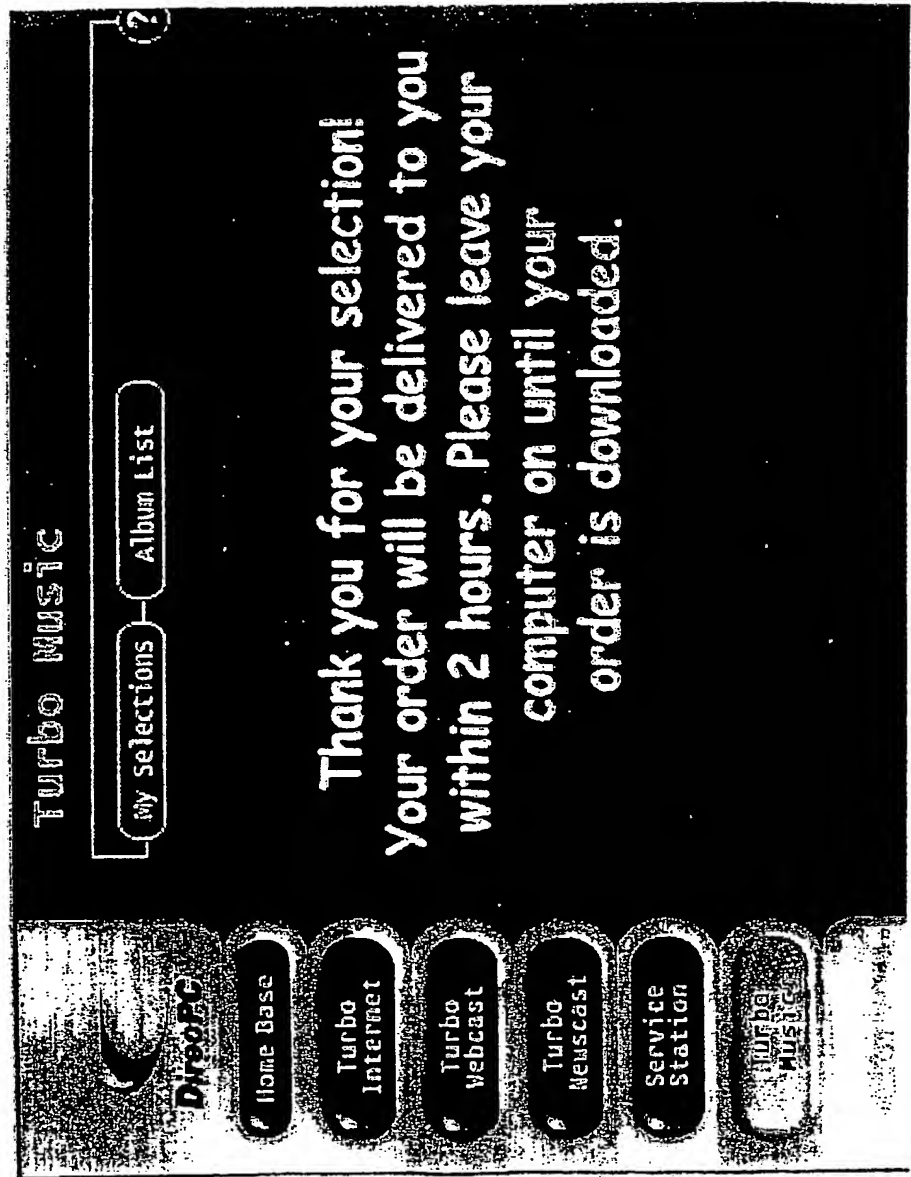 Turbo Music
?
My Selections
Album List
Thank you for your selection!
Your order will be delivered to you
within 2 hours. Please leave your
computer on until your
order is downloaded.
DirecPC
Home Base
Turbo
Internet
Turbo
Webcast
Turbo
Newscast
Service
Station
Turbo
Music